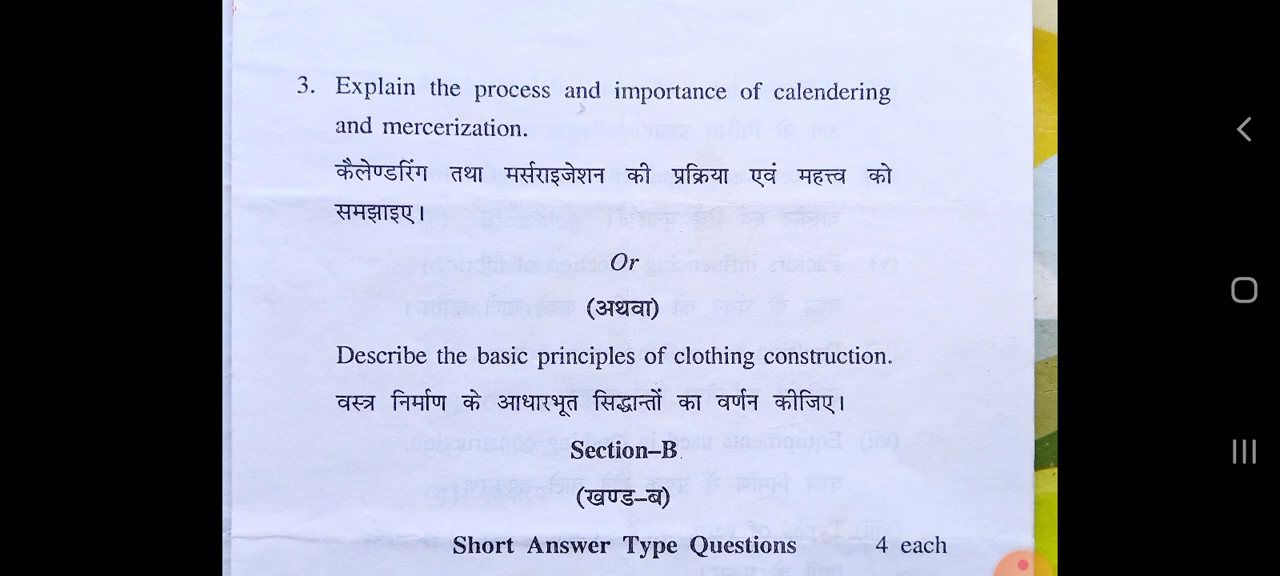 3. Explain the process and importance of calendering
and mercerization.
कैलेण्डरिंग तथा मर्सराइजेशन की प्रक्रिया एवं महत्त्व को
समझाइए।
Or
(अथवा)
Describe the basic principles of clothing construction.
वस्त्र निर्माण के आधारभूत सिद्धान्तों का वर्णन कीजिए।
Section–B
(खण्ड–ब)
Short Answer Type Questions 4 each